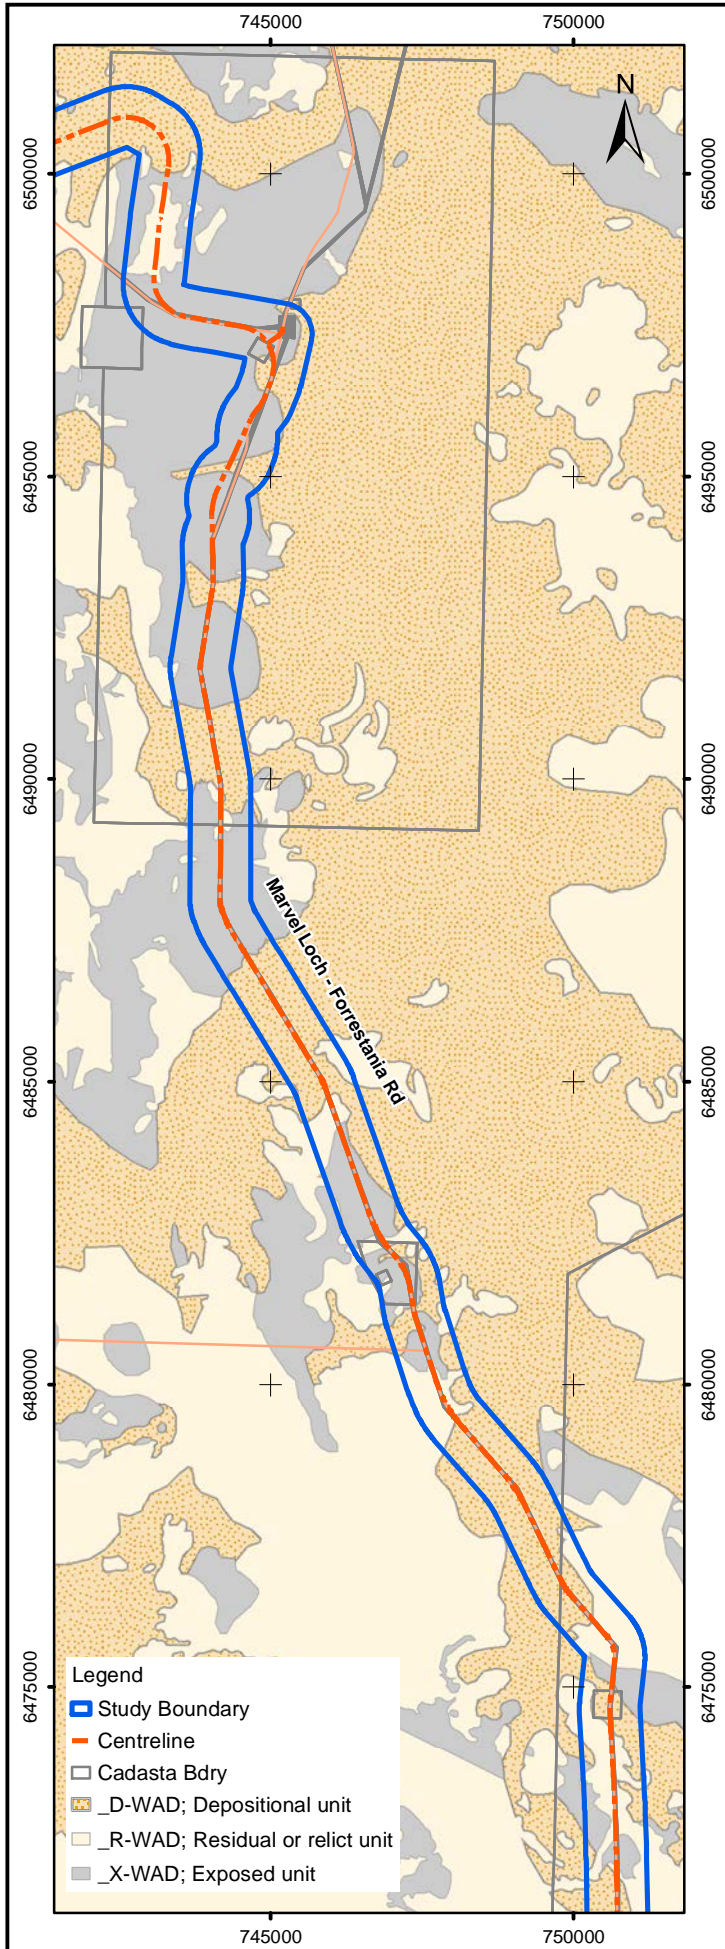 745000
750000
N
6500000
6500000
6495000
6495000
6490000
6490000
Marvel Loch - Forrestania Rd
6485000
6485000
6480000
6480000
6475000
6475000
Legend
Study Boundary
Centreline
Cadasta Bdry
_D-WAD; Depositional unit
_R-WAD; Residual or relict unit
_X-WAD; Exposed unit
745000
750000